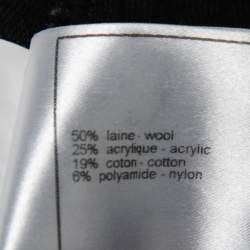 50% laine - wool
25% acrylique - acrylic
19% coton - cotton
6% polyamide - nylon